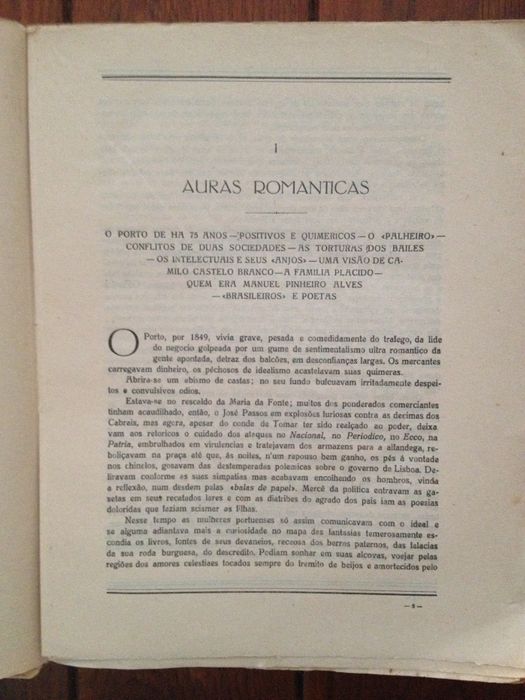 I
AURAS ROMANTICAS
O PORTO DE HA 75 ANOS — POSITIVOS E QUIMERICOS — O «PALHEIRO» —
CONFLITOS DE DUAS SOCIEDADES — AS TORTURAS DOS BAILES
— OS INTELECTUAIS E SEUS «ANJOS» — UMA VISÃO DE CA-
MILO CASTELO BRANCO — A FAMILIA PLACIDO —
QUEM ERA MANUEL PINHEIRO ALVES
— «BRASILEIROS» E POETAS
O Porto, por 1849, vivia grave, pesada e comedidamente do trafego, da lide
do negocio golpeada por um gume de sentimentalismo ultra romantico da
gente apontada, detraz dos balcões, em desconfianças largas. Os mercantes
carregavam dinheiro, os péchosos de idealismo acastelavam suas quimeras.
Abrira-se um abismo de castas; no seu fundo balouçavam irritadamente despei-
tos e convulsivos odios.
Estava-se no rescaldo da Maria da Fonte; muitos dos ponderados comerciantes
tinham acaudilhado, então, o José Passos em explosões furiosas contra as decimas dos
Cabrais, mas agora, apesar do conde de Tomar ter sido realçado ao poder, deixa-
vam aos retoricos o cuidado dos ataques no Nacional, no Periodico, no Ecco, na
Patria, embrulhados em virulencias e tratejavam dos armazens para a alfandega, re-
boliçavam na praça até que, ás noites, n'um repouso bem ganho, os pés á vontade
nos chinelos, gosavam das destemperadas polemicas sobre o governo de Lisboa. De-
liravam conforme as suas simpatias mas acabavam encolhendo os hombros, vinda
a reflexão, num desdem pelas «balas de papel». Mercê da politica entravam as ga-
setas em seus recatados lares e com as diatribes do agrado dos pais iam as poesias
doloridas que faziam scismar as filhas.
Nesse tempo as mulheres portuenses só assim comunicavam com o ideal e
se alguma adiantava mais a curiosidade no mapa das fantasias temerosamente es-
condia os livros, fontes de seus devaneios, receosa dos berros paternos, das falacias
da sua roda burguesa, do descredito. Podiam sonhar em suas alcovas, voejar pelas
regiões dos amores celestiaes tocados sempre do fremito de beijos e amortecidos pelo
— 5 —